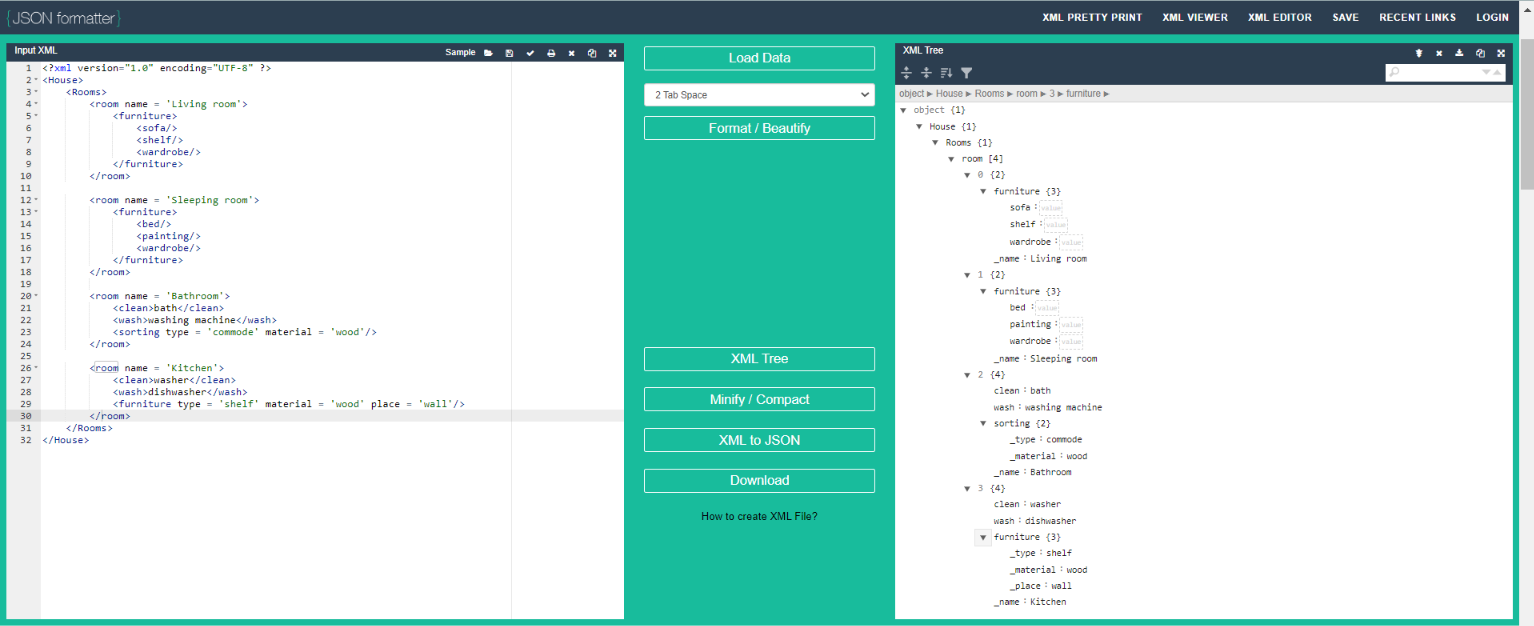 {JSON formatter}
XML PRETTY PRINT XML VIEWER XML EDITOR SAVE RECENT LINKS LOGIN
Input XML
Sample
1 <?xml version="1.0" encoding="UTF-8" ?>
2 <House>
3 <Rooms>
4 <room name = 'Living room'>
5 <furniture>
6 <sofa/>
7 <shelf/>
8 <wardrobe/>
9 </furniture>
10 </room>
11
12 <room name = 'Sleeping room'>
13 <furniture>
14 <bed/>
15 <painting/>
16 <wardrobe/>
17 </furniture>
18 </room>
19
20 <room name = 'Bathroom'>
21 <clean>bath</clean>
22 <wash>washing machine</wash>
23 <sorting type = 'commode' material = 'wood'/>
24 </room>
25
26 <room name = 'Kitchen'>
27 <clean>washer</clean>
28 <wash>dishwasher</wash>
29 <furniture type = 'shelf' material = 'wood' place = 'wall'/>
30 </room>
31 </Rooms>
32 </House>
Load Data
2 Tab Space
Format / Beautify
XML Tree
Minify / Compact
XML to JSON
Download
How to create XML File?
XML Tree
object ► House ► Rooms ► room ► 3 ► furniture ►
▼ object {1}
▼ House {1}
▼ Rooms {1}
▼ room [4]
▼ 0 {2}
▼ furniture {3}
sofa : value
shelf : value
wardrobe : value
_name : Living room
▼ 1 {2}
▼ furniture {3}
bed : value
painting : value
wardrobe : value
_name : Sleeping room
▼ 2 {4}
clean : bath
wash : washing machine
▼ sorting {2}
_type : commode
_material : wood
_name : Bathroom
▼ 3 {4}
clean : washer
wash : dishwasher
▼ furniture {3}
_type : shelf
_material : wood
_place : wall
_name : Kitchen